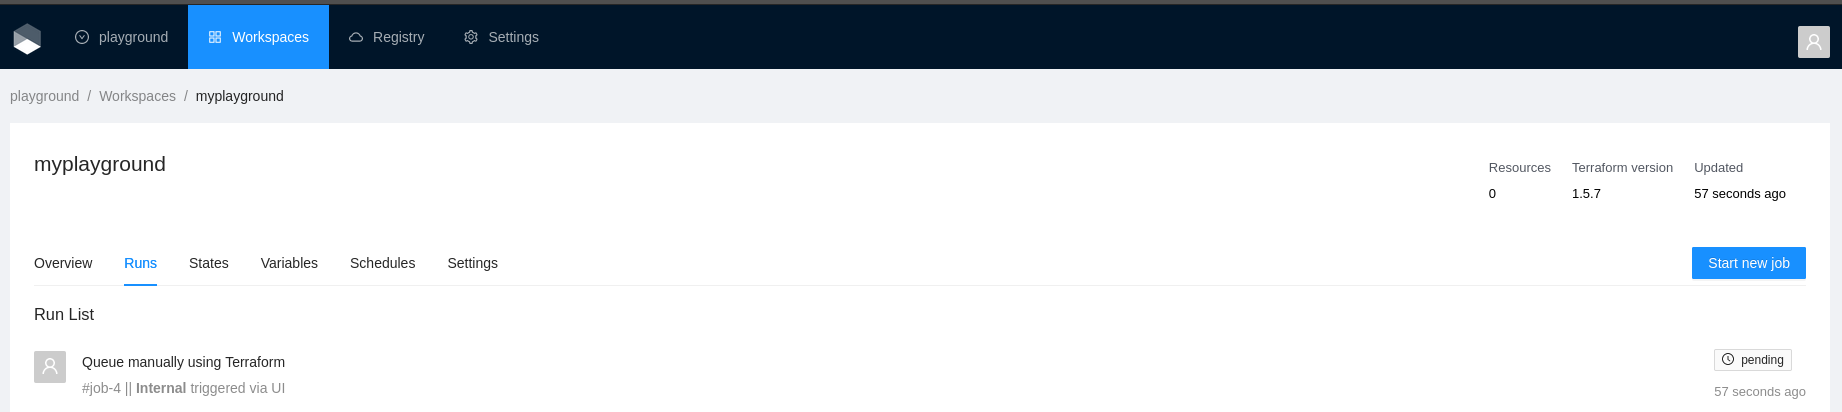 playground Workspaces Registry Settings
playground / Workspaces / myplayground
myplayground
Resources Terraform version Updated
0 1.5.7 57 seconds ago
Overview Runs States Variables Schedules Settings Start new job
Run List
Queue manually using Terraform pending
#job-4 || Internal triggered via UI 57 seconds ago